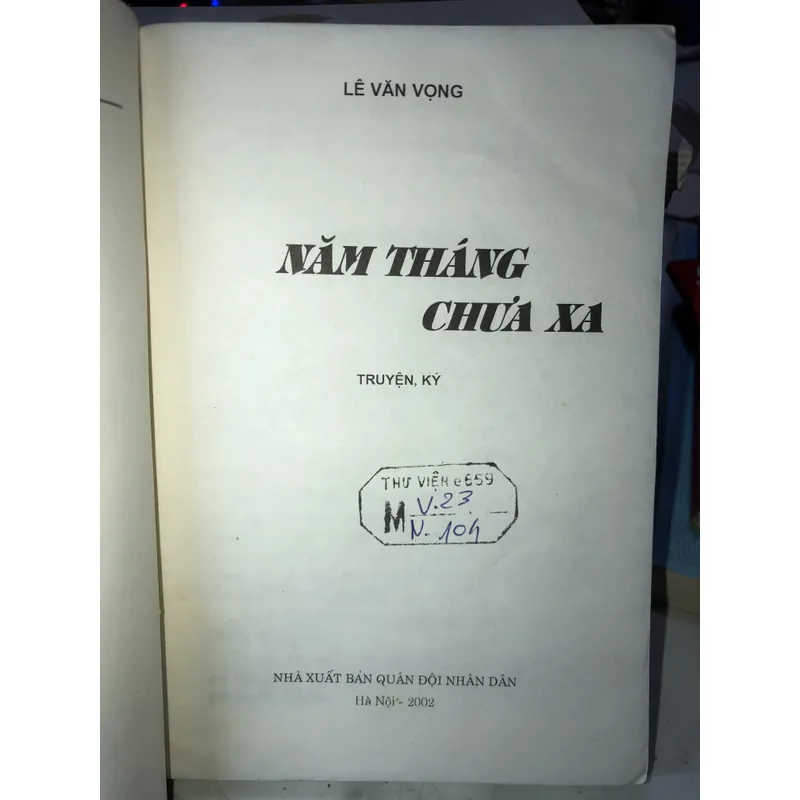 LÊ VĂN VỌNG
NĂM THÁNG
CHƯA XA
TRUYỆN, KÝ
THƯ VIỆN e659
M V.23
N-104
NHÀ XUẤT BẢN QUÂN ĐỘI NHÂN DÂN
Hà Nội - 2002